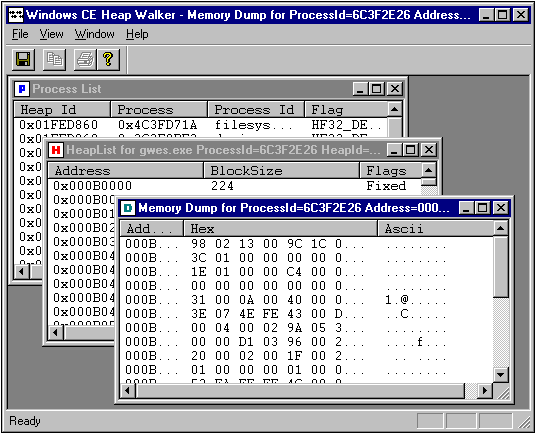 Windows CE Heap Walker - Memory Dump for ProcessId=6C3F2E26 Address...
File View Window Help
Process List
Heap Id Process Process Id Flag
0x01FED860 0x4C3FD71A filesys... HF32_DE...
HeapList for gwes.exe ProcessId=6C3F2E26 HeapId=...
Address BlockSize Flags
0x000B0000 224 Fixed
Memory Dump for ProcessId=6C3F2E26 Address=000...
Add... Hex Ascii
000B... 98 02 13 00 9C 1C 0... .........
000B... 3C 01 00 00 00 00 0... .........
000B... 1E 01 00 00 C4 00 0... .........
000B... 00 00 00 00 00 00 0... .........
000B... 31 00 0A 00 40 00 0... 1.@......
000B... 3E 07 4E FE 43 00 D... ..C......
000B... 00 04 00 02 9A 05 3... .........
000B... 00 00 D1 03 96 00 2... ....f....
000B... 20 00 02 00 1F 00 2... .........
000B... 01 00 00 01 00 0... .........
Ready